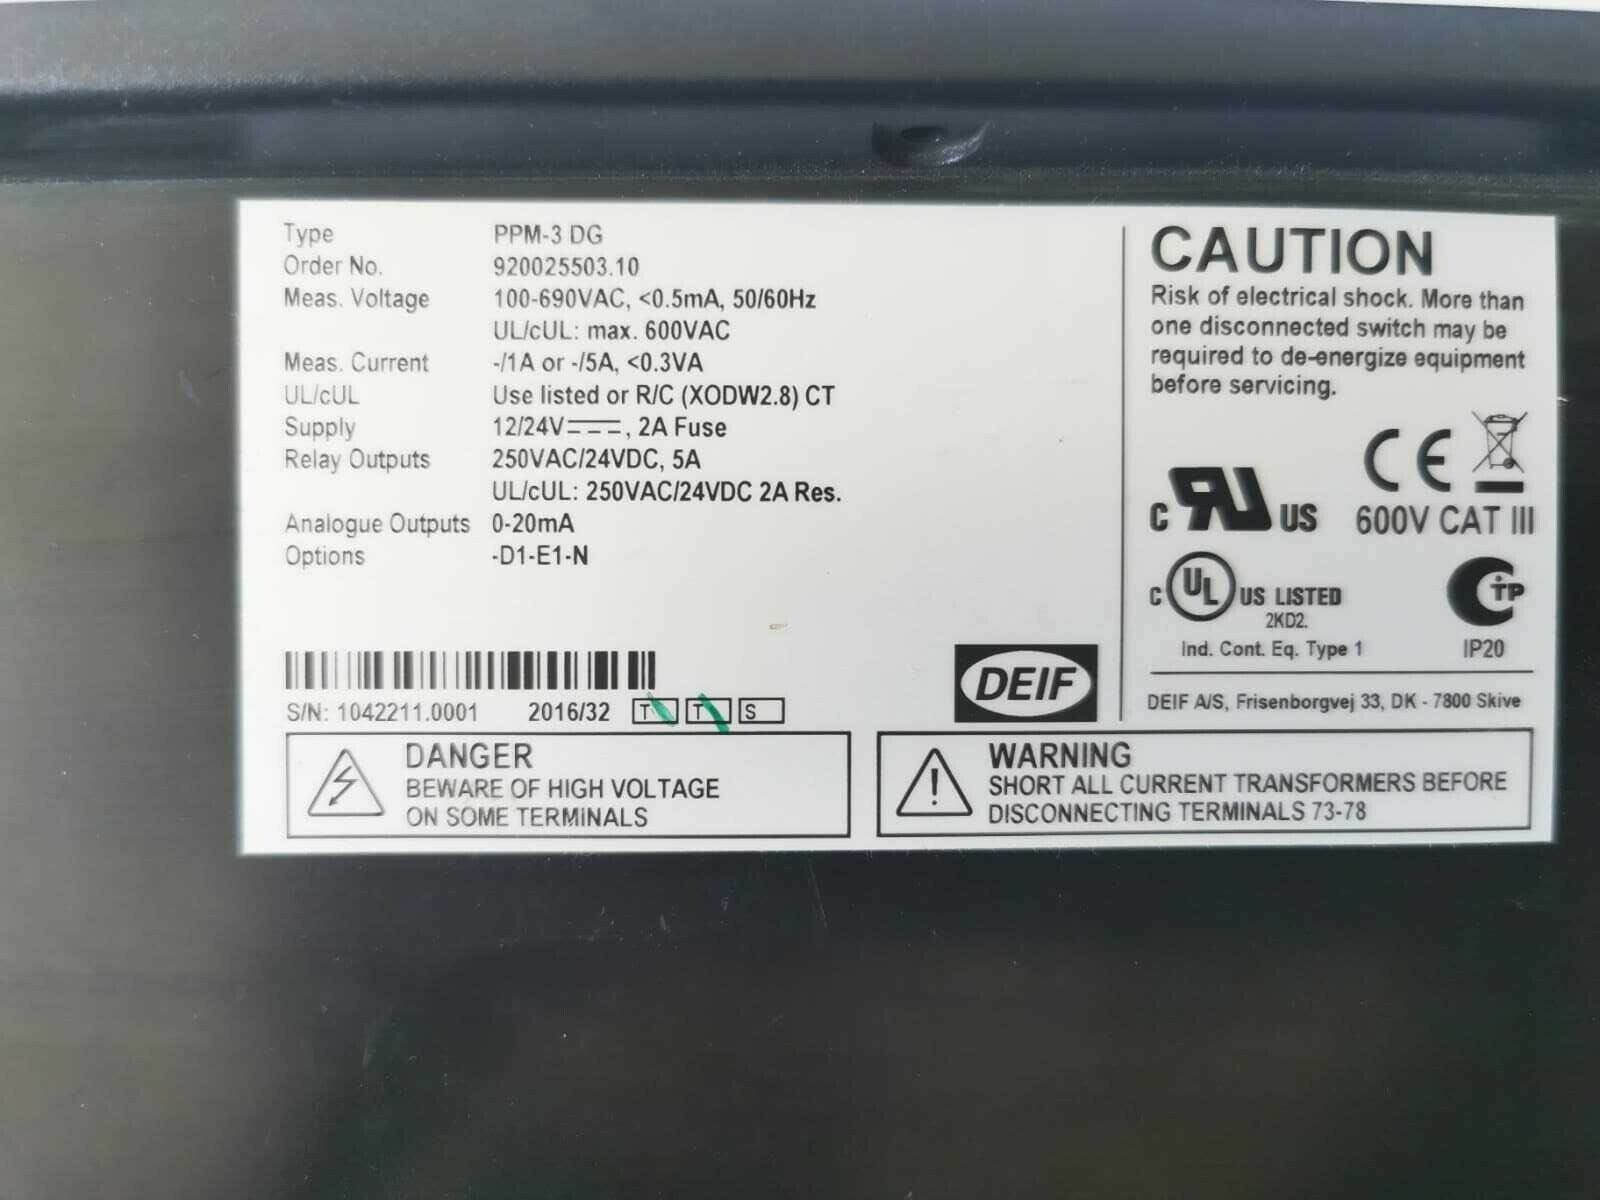 Type PPM-3 DG
Order No. 920025503.10
Meas. Voltage 100-690VAC, <0.5mA, 50/60Hz
UL/cUL: max. 600VAC
Meas. Current -/1A or -/5A, <0.3VA
UL/cUL Use listed or R/C (XODW2.8) CT
Supply 12/24V⎓, 2A Fuse
Relay Outputs 250VAC/24VDC, 5A
UL/cUL: 250VAC/24VDC 2A Res.
Analogue Outputs 0-20mA
Options -D1-E1-N
S/N: 1042211.0001 2016/32 T T S
DEIF
CAUTION
Risk of electrical shock. More than
one disconnected switch may be
required to de-energize equipment
before servicing.
CE
c RU US 600V CAT III
c UL US LISTED
2KD2.
Ind. Cont. Eq. Type 1
CTP
IP20
DEIF A/S, Frisenborgvej 33, DK - 7800 Skive
DANGER
BEWARE OF HIGH VOLTAGE
ON SOME TERMINALS
WARNING
SHORT ALL CURRENT TRANSFORMERS BEFORE
DISCONNECTING TERMINALS 73-78